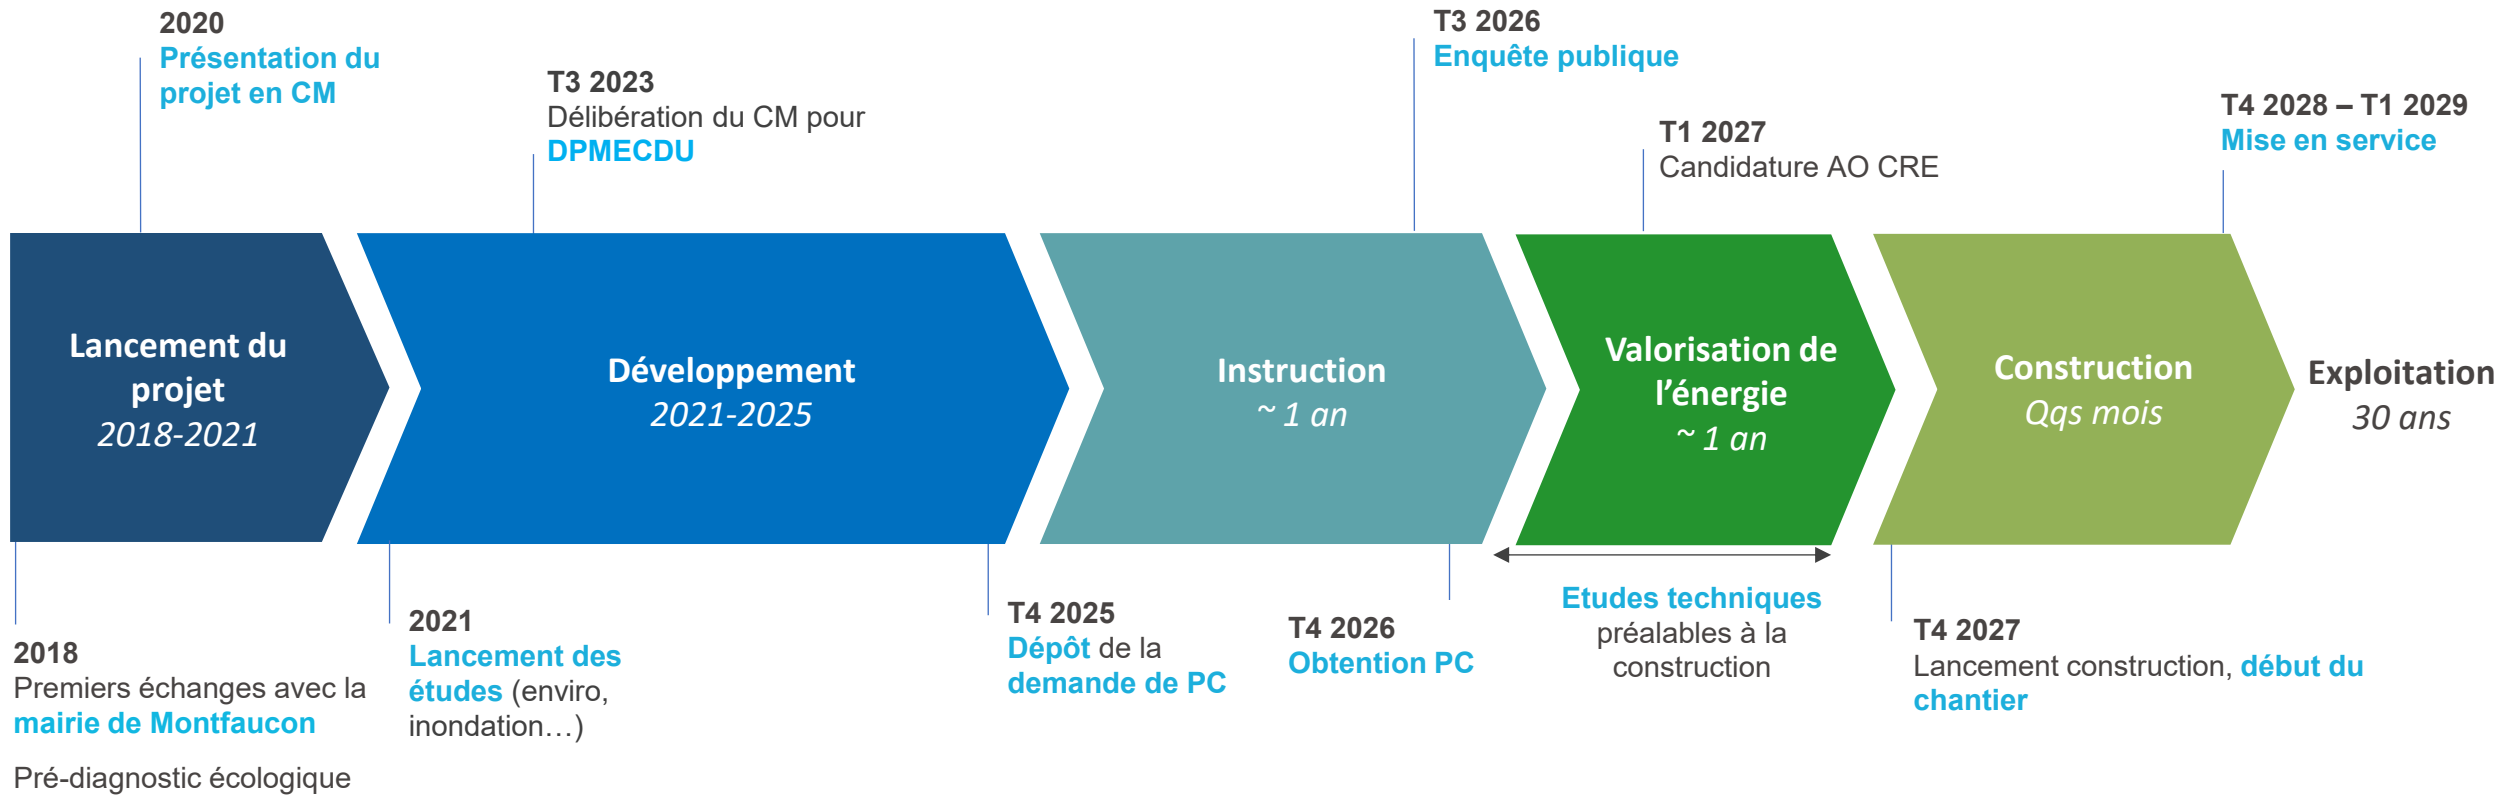 2020
Présentation du
projet en CM
T3 2023
Délibération du CM pour
DPMECDU
T3 2026
Enquête publique
T1 2027
Candidature AO CRE
T4 2028 – T1 2029
Mise en service
Lancement du
projet
2018-2021
Développement
2021-2025
Instruction
~ 1 an
Valorisation de
l’énergie
~ 1 an
Construction
Qqs mois
Exploitation
30 ans
2018
Premiers échanges avec la
mairie de Montfaucon
Pré-diagnostic écologique
2021
Lancement des
études (enviro,
inondation…)
T4 2025
Dépôt de la
demande de PC
T4 2026
Obtention PC
Etudes techniques
préalables à la
construction
T4 2027
Lancement construction, début du
chantier